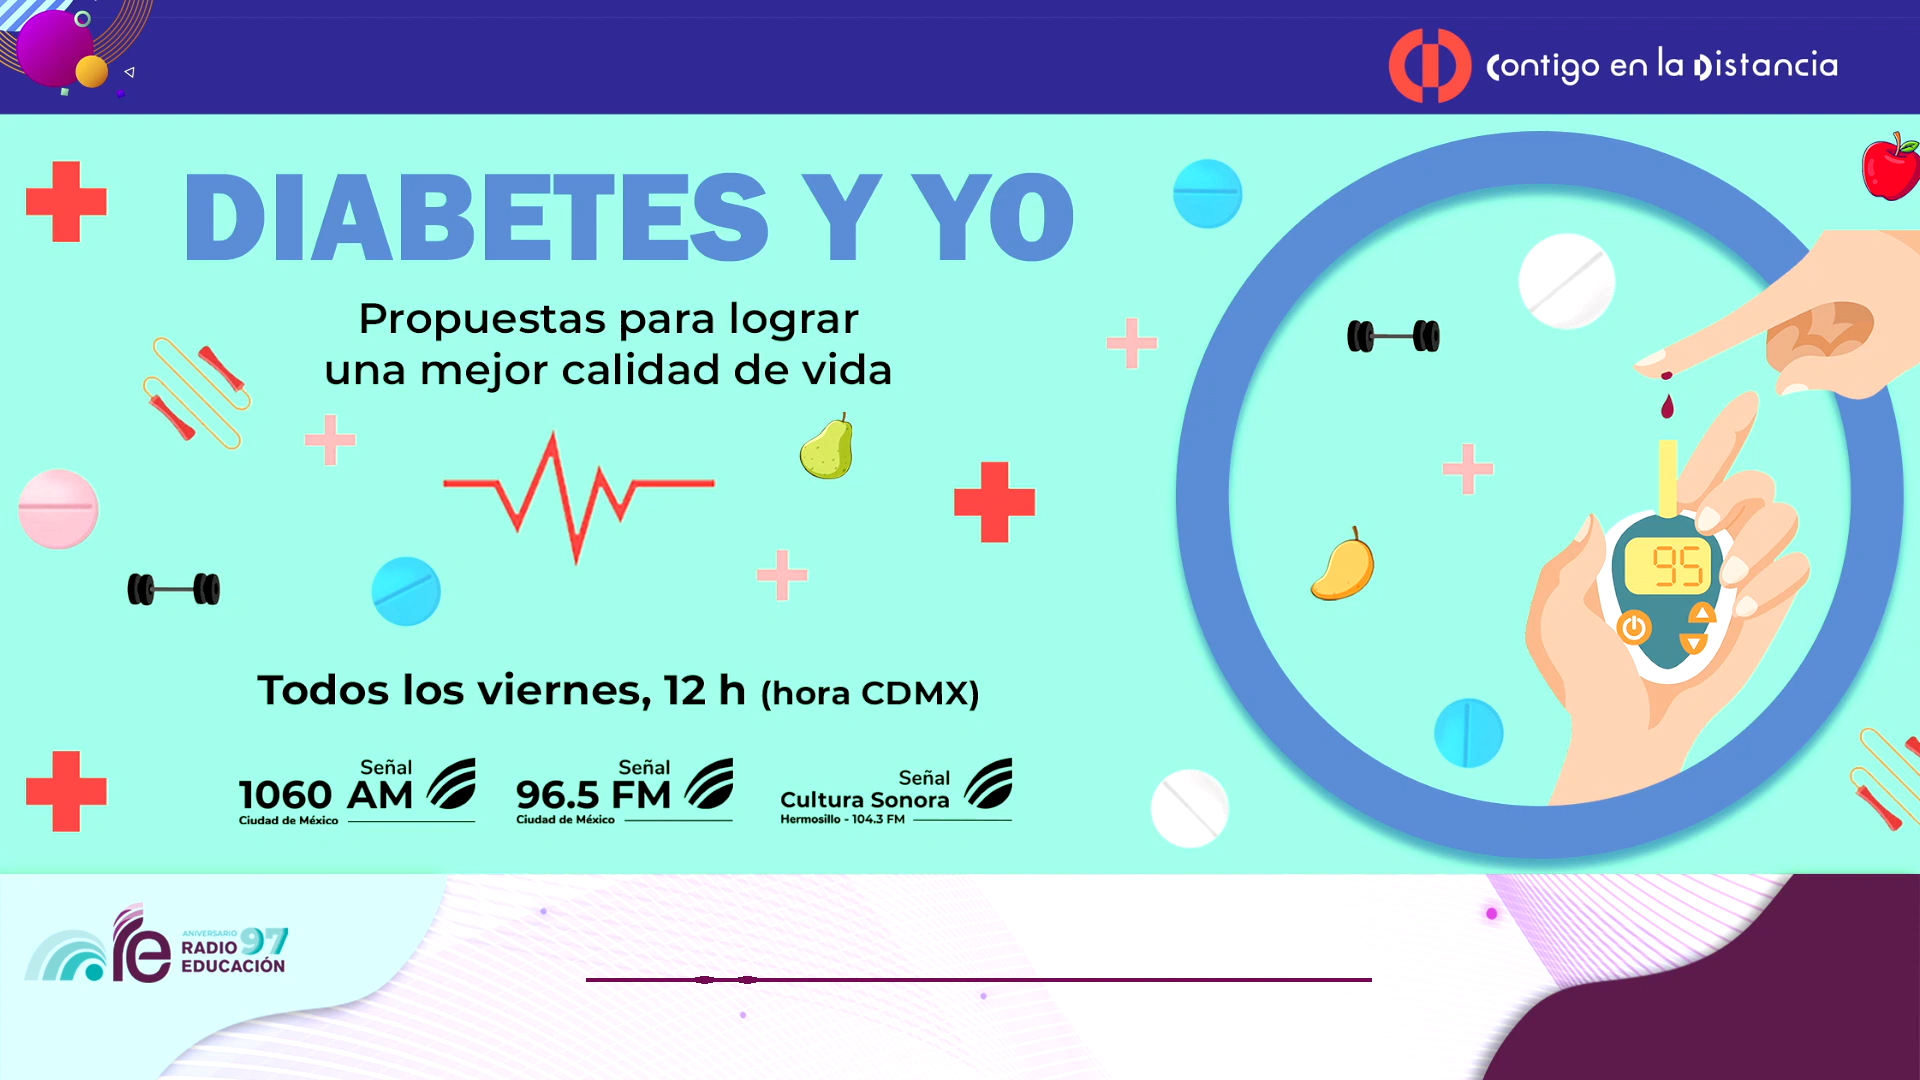 Contigo en la Distancia
DIABETES Y YO
Propuestas para lograr
una mejor calidad de vida
95
Todos los viernes, 12 h (hora CDMX)
Señal
1060 AM
Ciudad de México
Señal
96.5 FM
Ciudad de México
Señal
Cultura Sonora
Hermosillo - 104.3 FM
re
ANIVERSARIO 97
RADIO
EDUCACIÓN